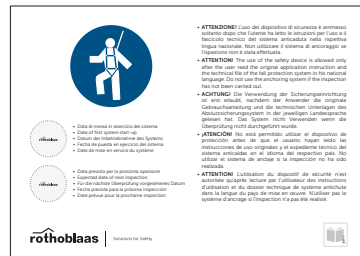 • ATTENZIONE! L'uso del dispositivo di sicurezza è ammesso
soltanto dopo che l'utente ha letto le istruzioni per l'uso e il
fascicolo tecnico del sistema anticaduta nella rispettiva
lingua nazionale. Non utilizzare il sistema di ancoraggio se
l'ispezione non è stata effettuata.
• ATTENTION! The use of the safety device is only allowed
after the user read the original application instruction and
the technical file of the fall protection system in his national
language. Do not use the anchoring system if the inspection
has not been carried out.
• ACHTUNG! Die Verwendung der Sicherungseinrichtung
ist erst erlaubt, nachdem der Anwender die originale
Gebrauchsanleitung und die technischen Unterlagen des
Absturzsicherungssystem in der jeweiligen Landessprache
gelesen hat. Das System nicht Verwenden wenn die
Überprüfung nicht durchgeführt wurde.
• ¡ATENCIÓN! No está permitido utilizar el dispositivo de
protección antes de que el usuario hayan leído las
instrucciones de uso originales y el expediente técnico del
sistema anticaídas en el idioma del respectivo país. No
utilizar el sistema de anclaje si la inspección no ha sido
realizada.
• ATTENTION! L'utilisation du dispositif de sécurité n'est
autorisée qu'après lecture par l'utilisateur des instructions
d'utilisation et du dossier technique de système antichute
dans la langue du pays de mise en œuvre. N'utiliser pas le
système d'ancrage si l'inspection n'a pas été réalisée.
rothoblaas
• Data di messa in esercizio del sistema
• Date of first system start-up
• Datum der Inbetriebnahme des Systems
• Fecha de puesta en ejercicio del sistema
• Date de mise en service du système
rothoblaas
• Data prevista per la prossima ispezione
• Expected date of next inspection
• Für die nächste Überprüfung vorgesehenes Datum
• Fecha prevista para la próxima inspección
• Date prévue pour la prochaine inspection
rothoblaas
Solutions for Safety